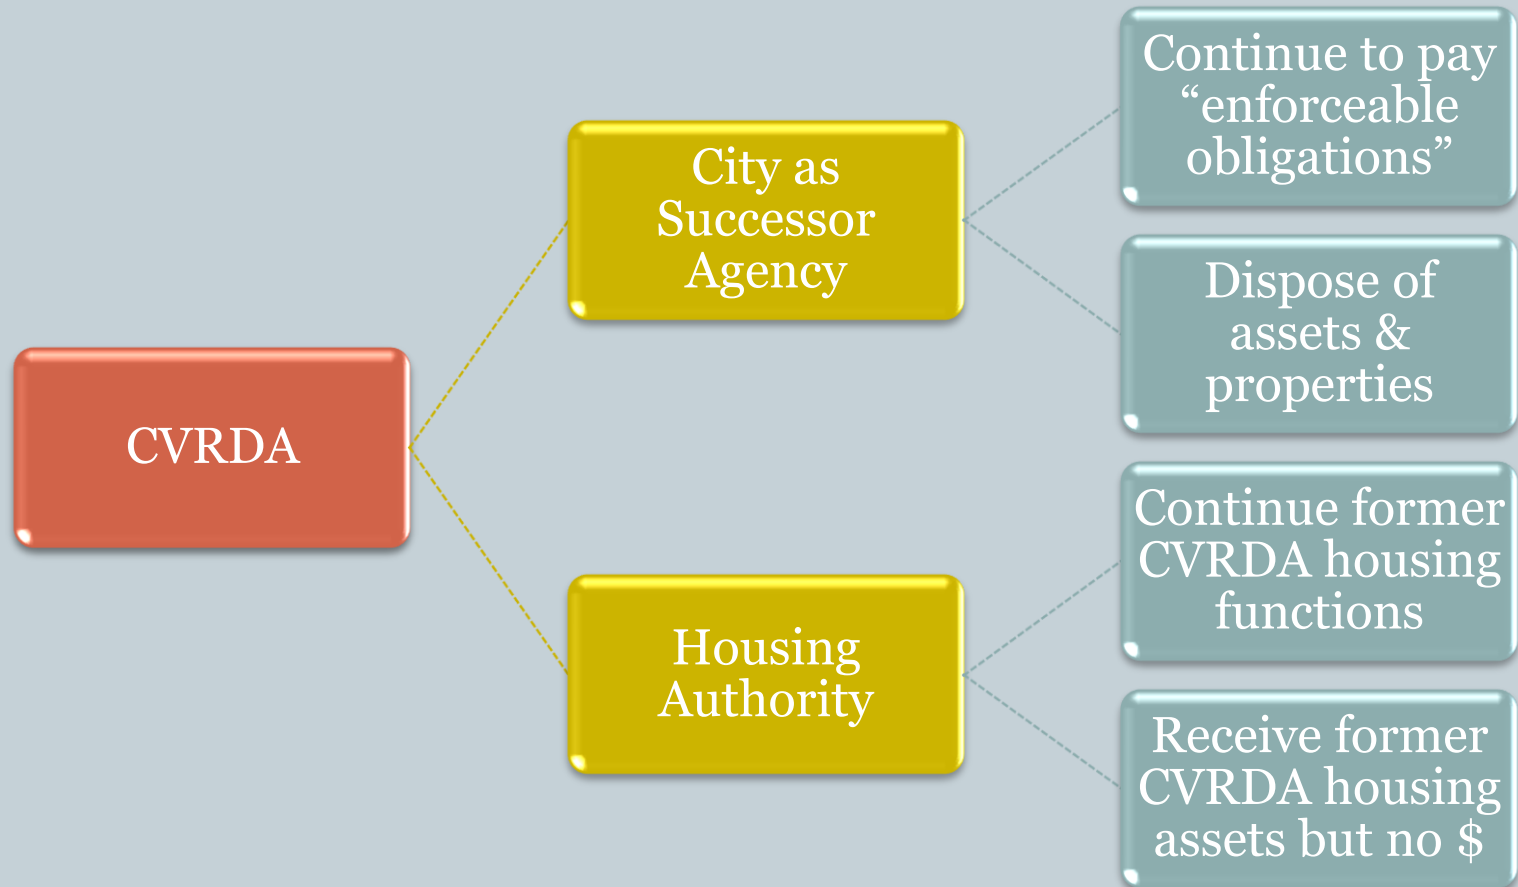 CVRDA
City as
Successor
Agency
Housing
Authority
Continue to pay
“enforceable
obligations”
Dispose of
assets &
properties
Continue former
CVRDA housing
functions
Receive former
CVRDA housing
assets but no $